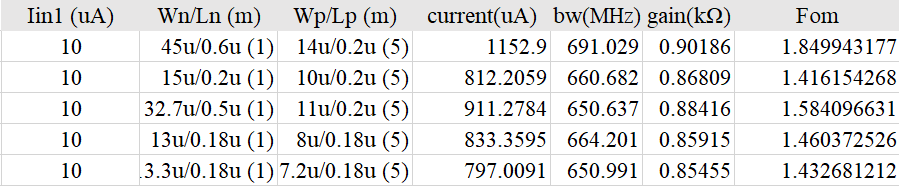 Iin1 (uA) Wn/Ln (m) Wp/Lp (m) current(uA) bw(MHz) gain(kΩ) Fom
10 45u/0.6u (1) 14u/0.2u (5) 1152.9 691.029 0.90186 1.849943177
10 15u/0.2u (1) 10u/0.2u (5) 812.2059 660.682 0.86809 1.416154268
10 32.7u/0.5u (1) 11u/0.2u (5) 911.2784 650.637 0.88416 1.584096631
10 13u/0.18u (1) 8u/0.18u (5) 833.3595 664.201 0.85915 1.460372526
10 .3.3u/0.18u (1) 7.2u/0.18u (5) 797.0091 650.991 0.85455 1.432681212